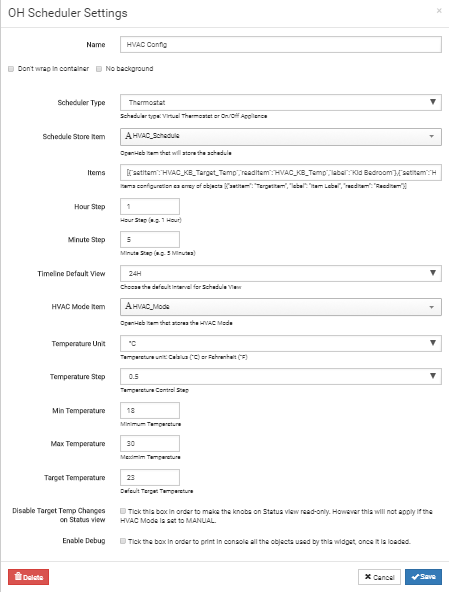 OH Scheduler Settings ×
Name HVAC Config
Don't wrap in container No background
Scheduler Type Thermostat
Scheduler type: Virtual Thermostat or On/Off Appliance
Schedule Store Item A HVAC_Schedule
OpenHab Item that will store the schedule
Items [{"setItem":"HVAC_KB_Target_Temp","readItem":"HVAC_KB_Temp","label":"Kid Bedroom"},{"setItem":"H
Items configuration as array of objects [{"setItem": "TargetItem", "label": "Item Label", "readItem": "ReadItem"}]
Hour Step 1
Hour Step (e.g. 1 Hour)
Minute Step 5
Minute Step (e.g. 5 Minutes)
Timeline Default View 24H
Choose the default interval for Schedule View
HVAC Mode Item A HVAC_Mode
OpenHab Item that stores the HVAC Mode
Temperature Unit °C
Temperature unit: Celsius (°C) or Fahrenheit (°F)
Temperature Step 0.5
Temperature Control Step
Min Temperature 18
Minimum Temperature
Max Temperature 30
Maximim Temperature
Target Temperature 23
Default Target Temperature
Disable Target Temp Changes on Status view Tick this box in order to make the knobs on Status view read-only. However this will not apply if the
HVAC Mode is set to MANUAL.
Enable Debug Tick the box in order to print in console all the objects used by this widget, once it is loaded.
Delete Cancel Save